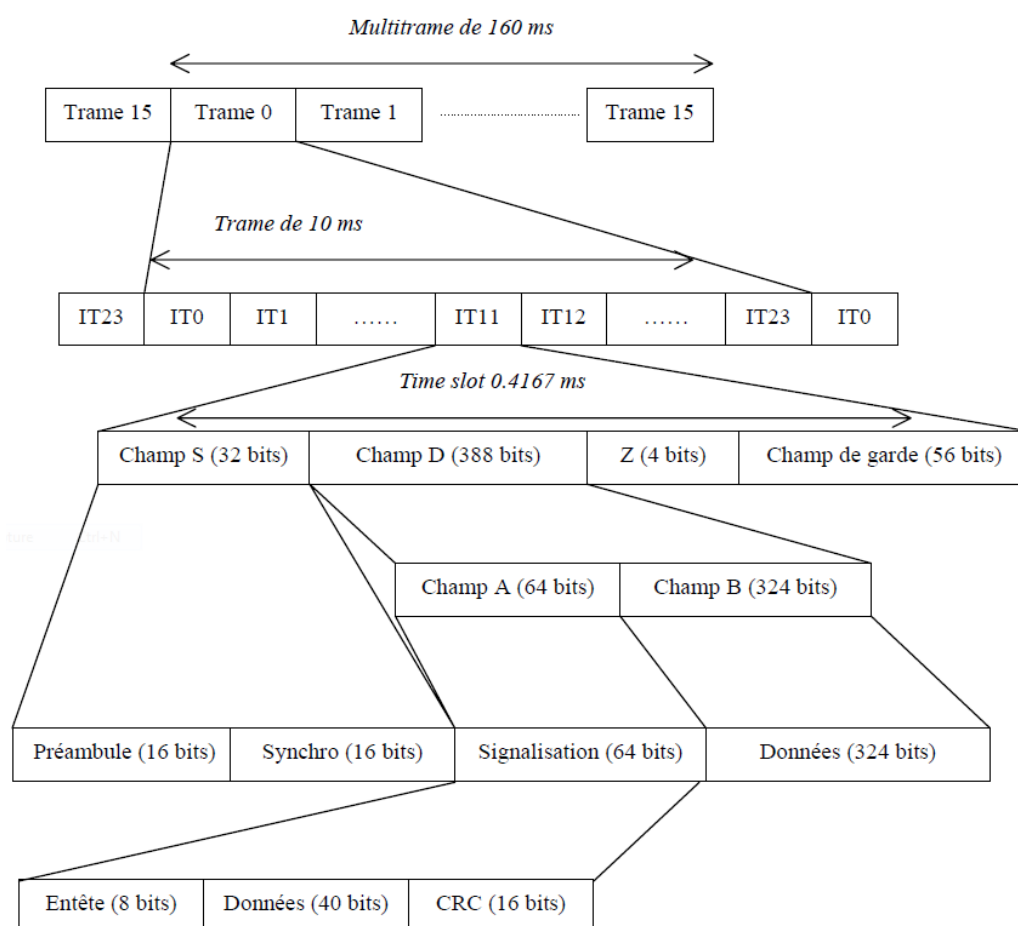 Multitrame de 160 ms
Trame 15 Trame 0 Trame 1 Trame 15
Trame de 10 ms
IT23 IT0 IT1 ...... IT11 IT12 ...... IT23 IT0
Time slot 0.4167 ms
Champ S (32 bits) Champ D (388 bits) Z (4 bits) Champ de garde (56 bits)
Champ A (64 bits) Champ B (324 bits)
Préambule (16 bits) Synchro (16 bits) Signalisation (64 bits) Données (324 bits)
Entête (8 bits) Données (40 bits) CRC (16 bits)